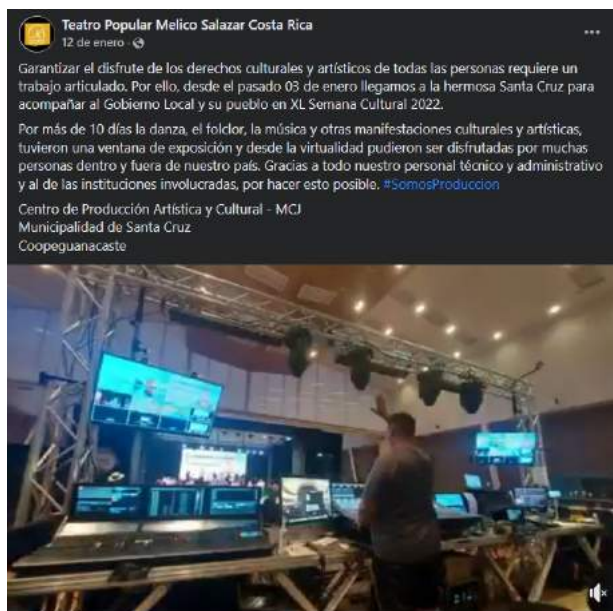 Teatro Popular Melico Salazar Costa Rica
12 de enero ·
Garantizar el disfrute de los derechos culturales y artísticos de todas las personas requiere un
trabajo articulado. Por ello, desde el pasado 03 de enero llegamos a la hermosa Santa Cruz para
acompañar al Gobierno Local y su pueblo en XL Semana Cultural 2022.
Por más de 10 días la danza, el folclor, la música y otras manifestaciones culturales y artísticas,
tuvieron una ventana de exposición y desde la virtualidad pudieron ser disfrutadas por muchas
personas dentro y fuera de nuestro país. Gracias a todo nuestro personal técnico y administrativo
y al de las instituciones involucradas, por hacer esto posible. #SomosProduccion
Centro de Producción Artística y Cultural - MCJ
Municipalidad de Santa Cruz
Coopeguanacaste